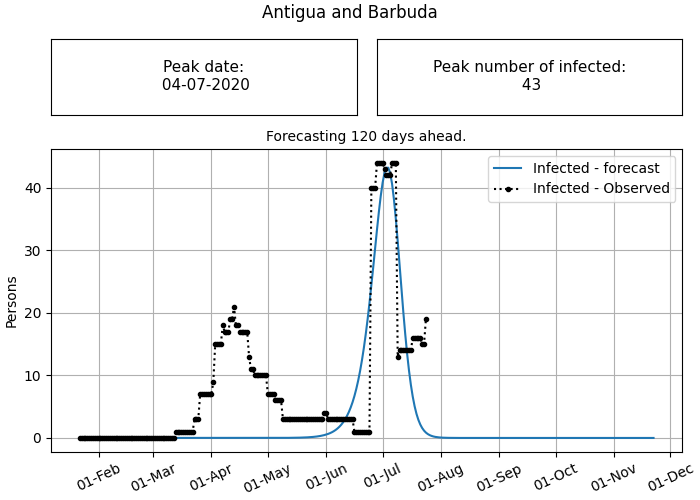 Antigua and Barbuda
Peak date:
04-07-2020
Peak number of infected:
43
Forecasting 120 days ahead.
Infected - forecast
Infected - Observed
Persons
40
30
20
10
0
01-Feb
01-Mar
01-Apr
01-May
01-Jun
01-Jul
01-Aug
01-Sep
01-Oct
01-Nov
01-Dec